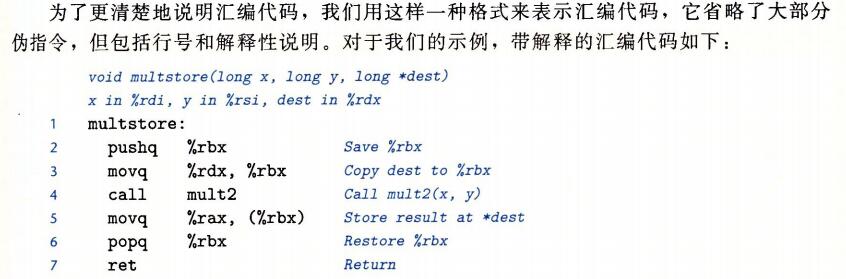 为了更清楚地说明汇编代码，我们用这样一种格式来表示汇编代码，它省略了大部分
伪指令，但包括行号和解释性说明。对于我们的示例，带解释的汇编代码如下：
void multstore(long x, long y, long *dest)
x in %rdi, y in %rsi, dest in %rdx
1 multstore:
2 pushq %rbx Save %rbx
3 movq %rdx, %rbx Copy dest to %rbx
4 call mult2 Call mult2(x, y)
5 movq %rax, (%rbx) Store result at *dest
6 popq %rbx Restore %rbx
7 ret Return